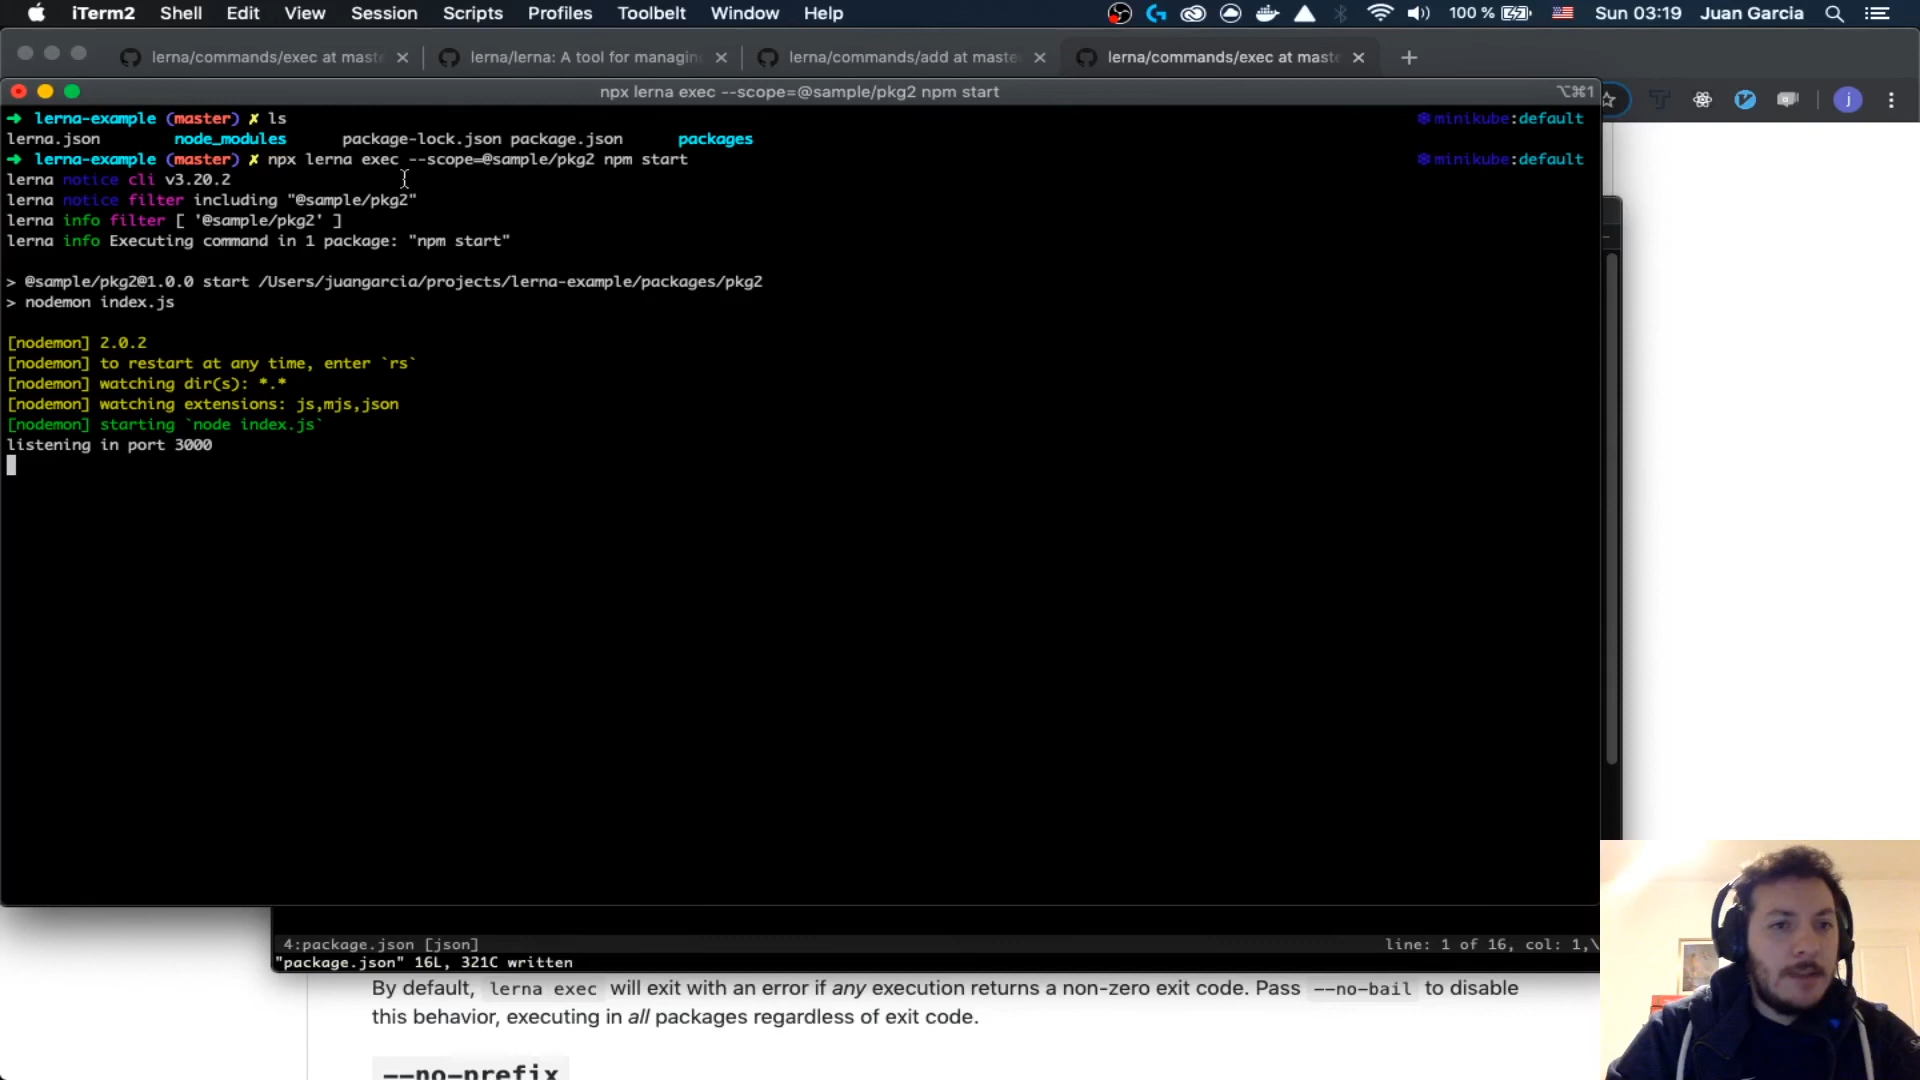 iTerm2 Shell Edit View Session Scripts Profiles Toolbelt Window Help 100 % Sun 03:19 Juan Garcia
lerna/commands/exec at maste lerna/lerna: A tool for managin lerna/commands/add at maste lerna/commands/exec at maste
npx lerna exec --scope=@sample/pkg2 npm start ⌥⌘1
j
➜ lerna-example (master) ✗ ls ⎈minikube:default
lerna.json node_modules package-lock.json package.json packages
➜ lerna-example (master) ✗ npx lerna exec --scope=@sample/pkg2 npm start ⎈minikube:default
lerna notice cli v3.20.2
lerna notice filter including "@sample/pkg2"
lerna info filter [ '@sample/pkg2' ]
lerna info Executing command in 1 package: "npm start"
> @sample/pkg2@1.0.0 start /Users/juangarcia/projects/lerna-example/packages/pkg2
> nodemon index.js
[nodemon] 2.0.2
[nodemon] to restart at any time, enter `rs`
[nodemon] watching dir(s): *.*
[nodemon] watching extensions: js,mjs,json
[nodemon] starting `node index.js`
listening in port 3000
4:package.json [json] line: 1 of 16, col: 1,\
"package.json" 16L, 321C written
By default, lerna exec will exit with an error if any execution returns a non-zero exit code. Pass --no-bail to disable
this behavior, executing in all packages regardless of exit code.
--no-prefix